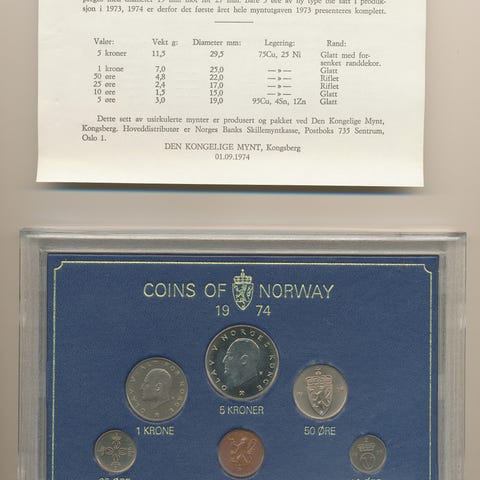 sjon i 1973, 1974 er derfor det første året hele myntutgaven 1973 presenteres komplett.
Valør: Vekt g: Diameter mm: Legering: Rand:
5 kroner 11,5 29,5 75Cu, 25 Ni Glatt med for-
senket randdekor.
1 krone 7,0 25,0 —»— Glatt
50 øre 4,8 22,0 —»— Riflet
25 øre 2,4 17,0 —»— Riflet
10 øre 1,5 15,0 —»— Glatt
5 øre 3,0 19,0 95Cu, 4Sn, 1Zn Glatt
Dette sett av usirkulerte mynter er produsert og pakket ved Den Kongelige Mynt,
Kongsberg. Hoveddistributør er Norges Banks Skillemyntkasse, Postboks 735 Sentrum,
Oslo 1.
DEN KONGELIGE MYNT, Kongsberg
01.09.1974
COINS OF NORWAY
19 74
OLAV V NORGES KONGE
5 KRONER
1 KRONE
50 ØRE